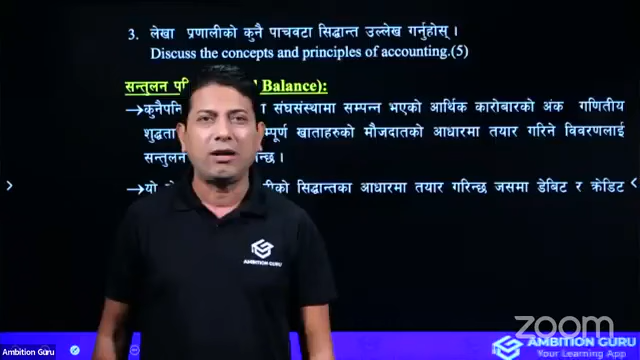 3. लेखा प्रणालीको कुनै पाचवटा सिद्धान्त उल्लेख गर्नुहोस् ।
Discuss the concepts and principles of accounting.(5)
सन्तुलन Balance):
→कुनैपनि संघसंस्थामा सम्पन्न भएको आर्थिक कारोबारको अंक गणितीय
खाताहरुको मौजदातको आधारमा तयार गरिने विवरणलाई
सन्तुलन
→यो सिद्धान्तका आधारमा तयार गरिन्छ जसमा डेबिट र क्रेडिट
AMBITION GURU
Ambition Guru
zoom
AMBITION GURU
Your Learning App